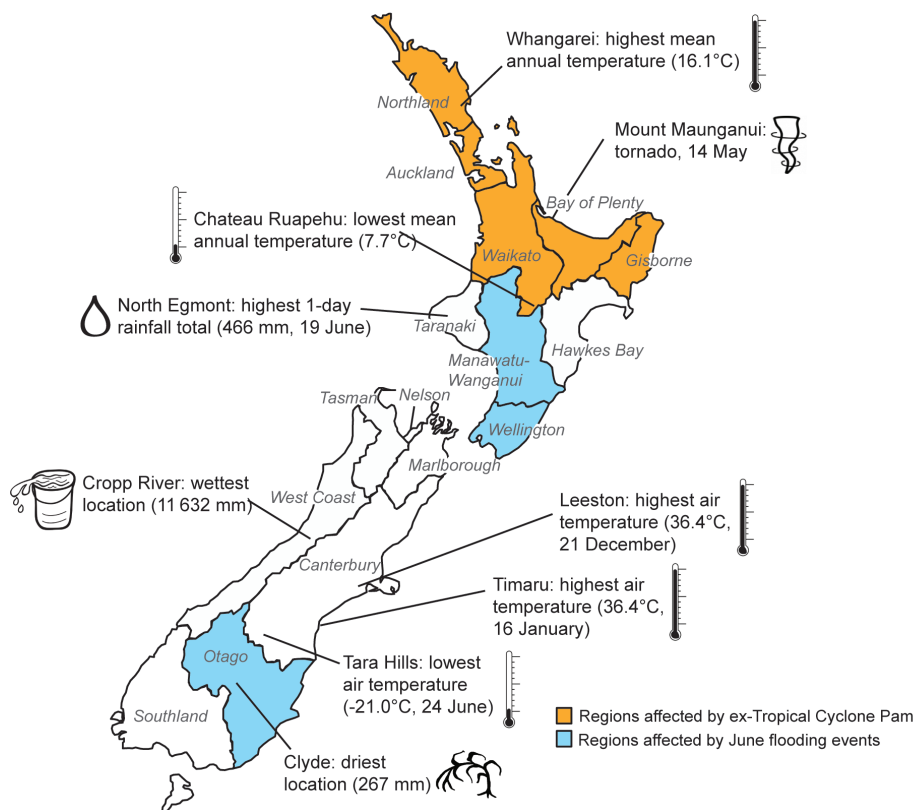 Whangarei: highest mean
annual temperature (16.1°C)
Northland
Mount Maunganui:
tornado, 14 May
Auckland
Bay of Plenty
Chateau Ruapehu: lowest mean
annual temperature (7.7°C)
Waikato
Gisborne
North Egmont: highest 1-day
rainfall total (466 mm, 19 June)
Taranaki
Hawkes Bay
Manawatu-
Wanganui
Tasman
Nelson
Wellington
Marlborough
Cropp River: wettest
location (11 632 mm)
West Coast
Leeston: highest air
temperature (36.4°C,
21 December)
Canterbury
Timaru: highest air
temperature (36.4°C,
16 January)
Otago
Tara Hills: lowest
air temperature
(-21.0°C, 24 June)
Southland
Regions affected by ex-Tropical Cyclone Pam
Regions affected by June flooding events
Clyde: driest
location (267 mm)